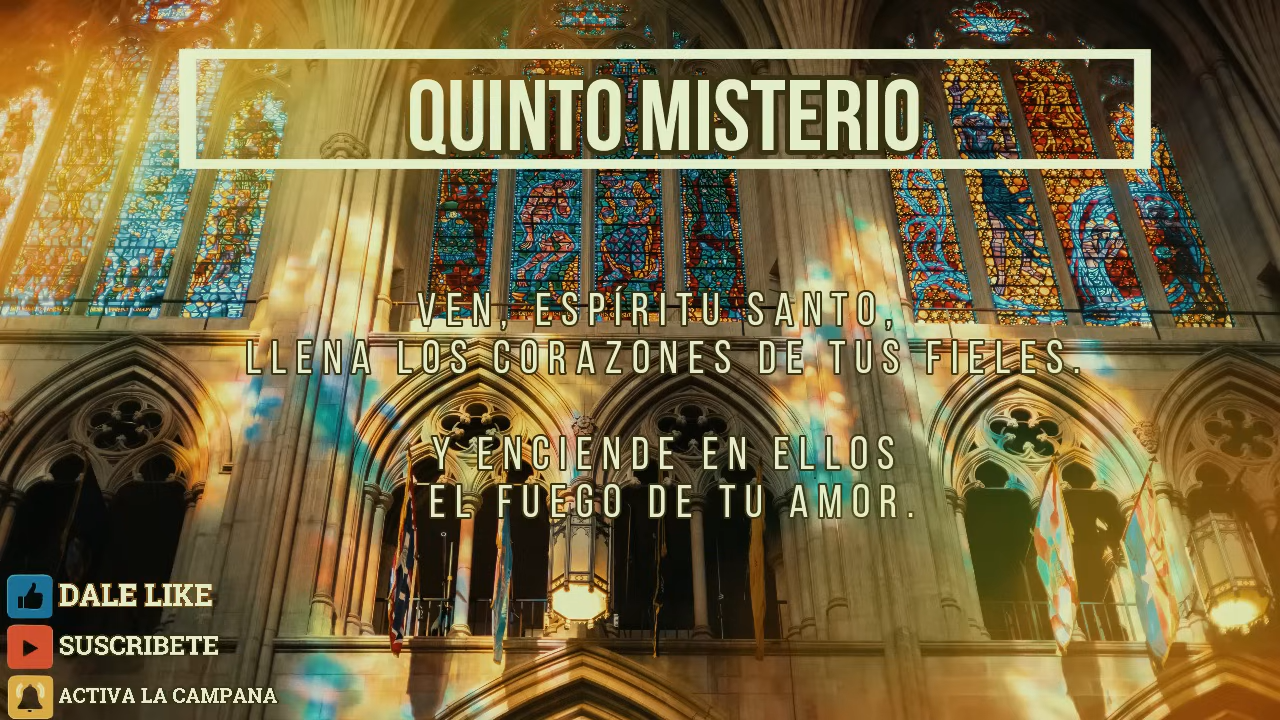 QUINTO MISTERIO
VEN, ESPÍRITU SANTO,
LLENA LOS CORAZONES DE TUS FIELES.
Y ENCIENDE EN ELLOS
EL FUEGO DE TU AMOR.
DALE LIKE
SUSCRIBETE
ACTIVA LA CAMPANA